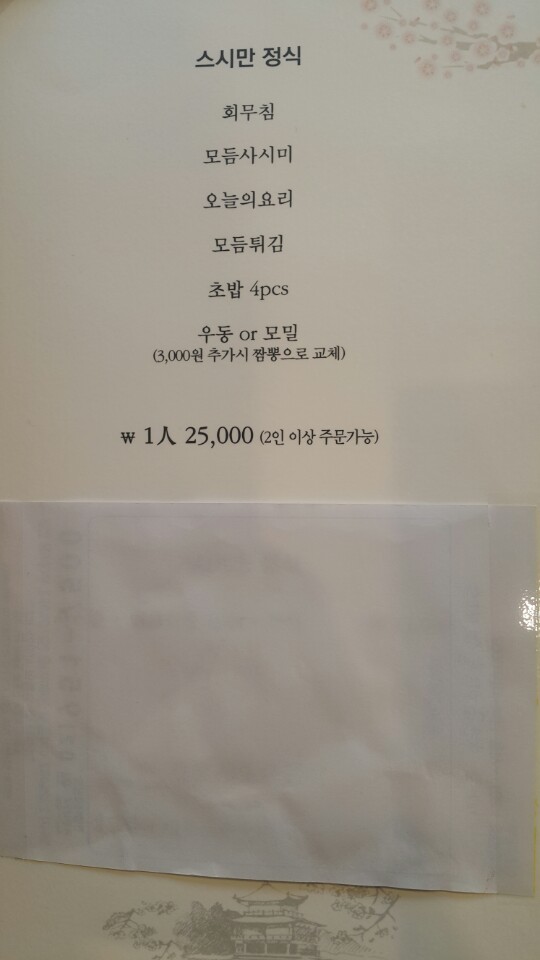 스시만 정식
회무침
모듬사시미
오늘의요리
모듬튀김
초밥 4pcs
우동 or 모밀
(3,000원 추가시 짬뽕으로 교체)
₩ 1人 25,000 (2인 이상 주문가능)